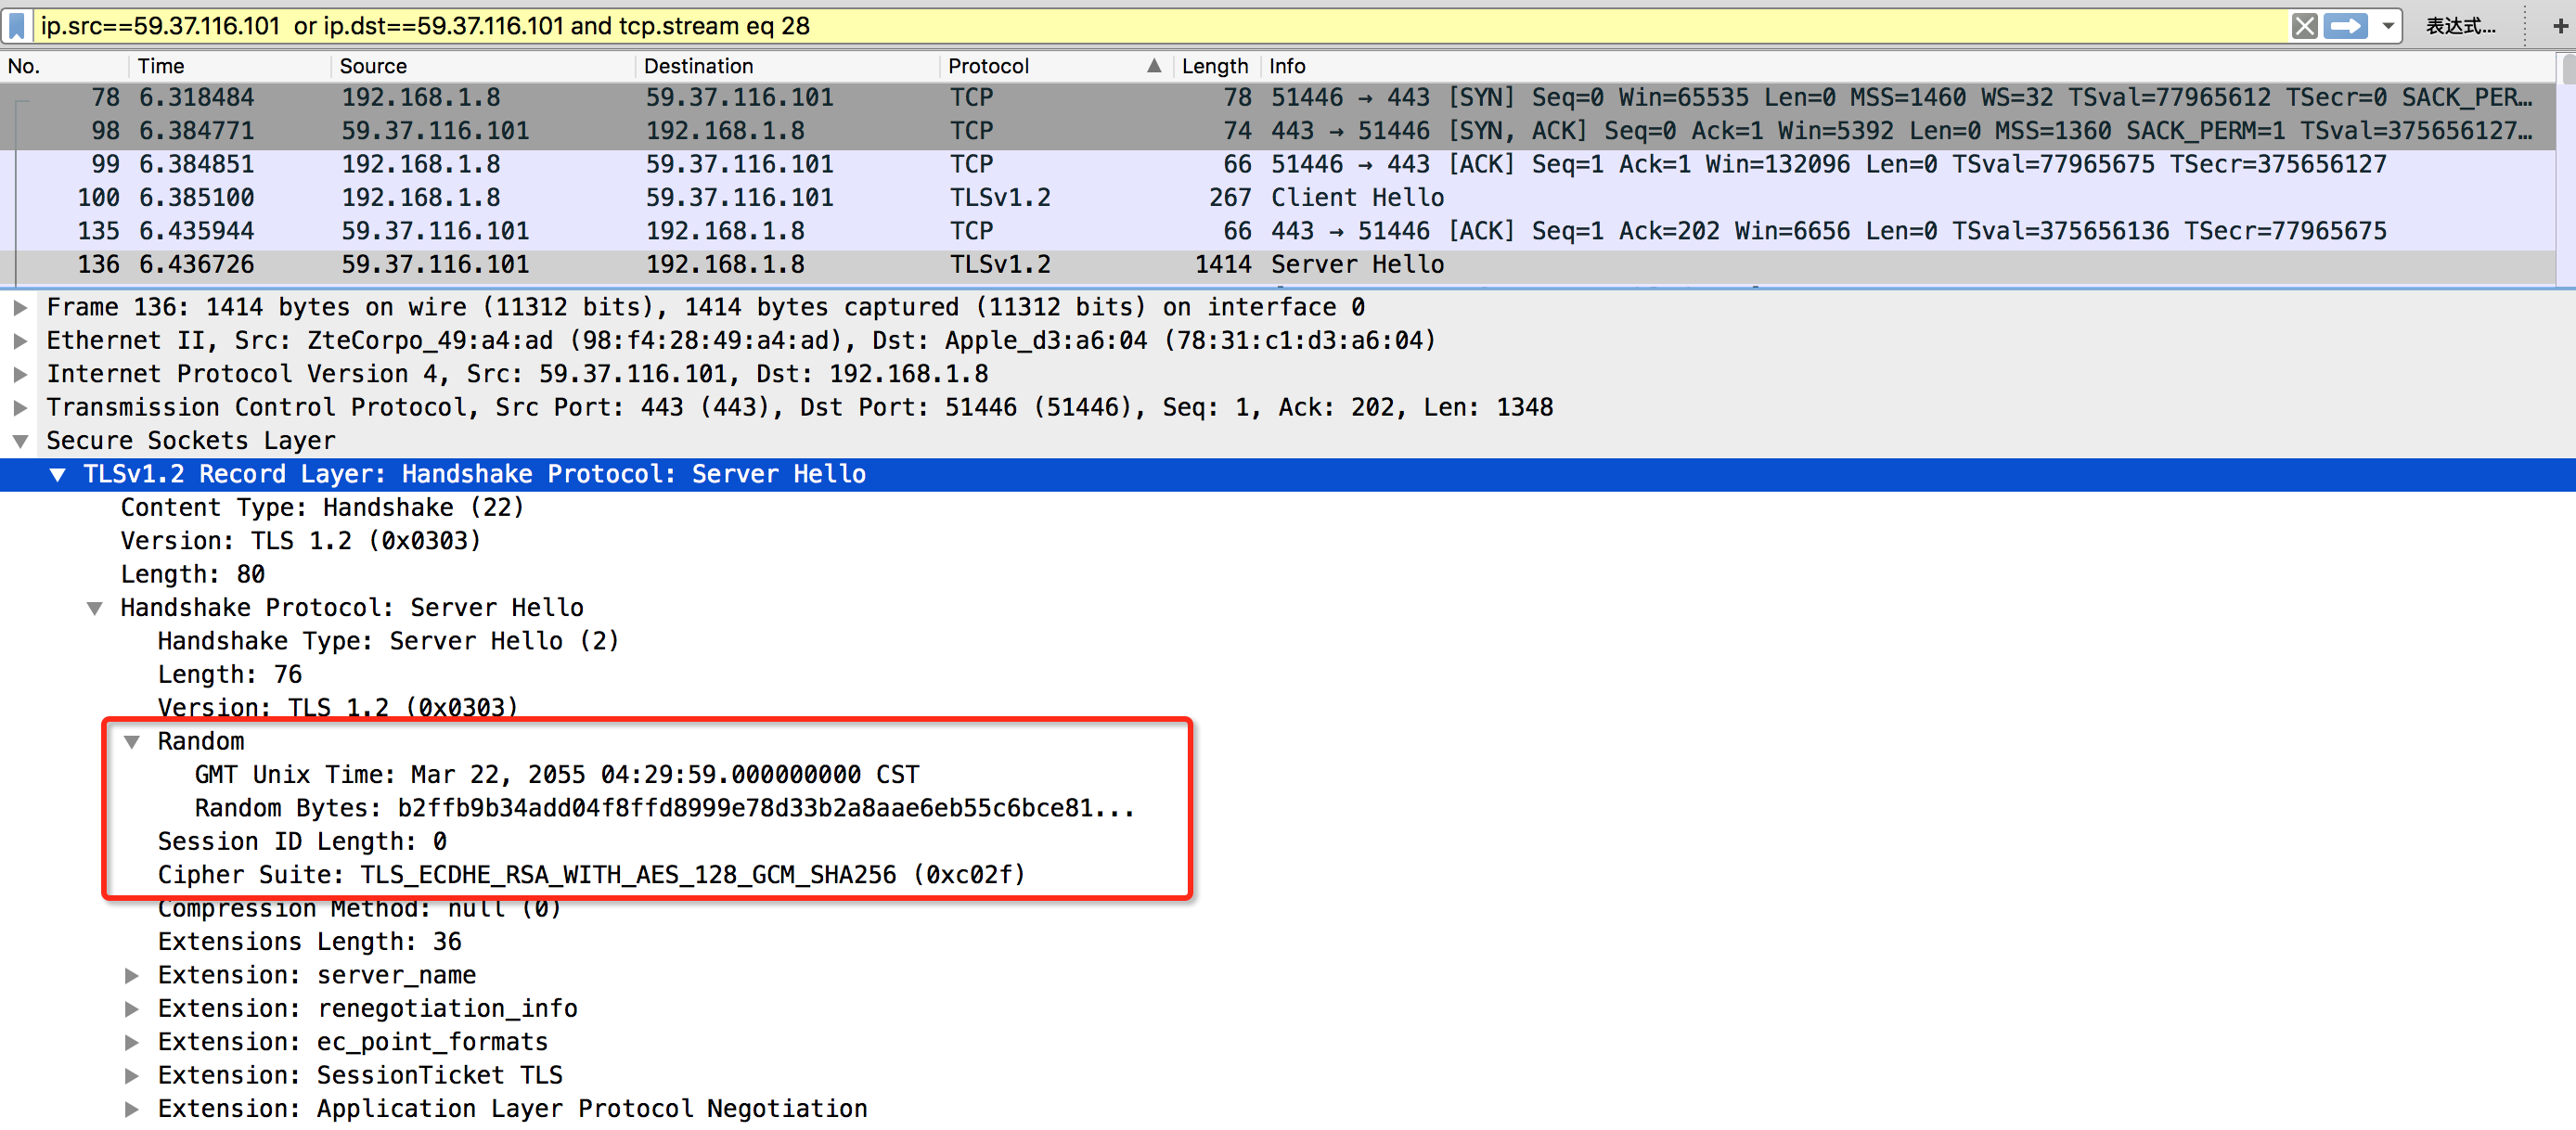 ip.src==59.37.116.101  or ip.dst==59.37.116.101 and tcp.stream eq 28 表达式… +
No. Time Source Destination Protocol Length Info
78 6.318484 192.168.1.8 59.37.116.101 TCP 78 51446 → 443 [SYN] Seq=0 Win=65535 Len=0 MSS=1460 WS=32 TSval=77965612 TSecr=0 SACK_PER…
98 6.384771 59.37.116.101 192.168.1.8 TCP 74 443 → 51446 [SYN, ACK] Seq=0 Ack=1 Win=5392 Len=0 MSS=1360 SACK_PERM=1 TSval=375656127…
99 6.384851 192.168.1.8 59.37.116.101 TCP 66 51446 → 443 [ACK] Seq=1 Ack=1 Win=132096 Len=0 TSval=77965675 TSecr=375656127
100 6.385100 192.168.1.8 59.37.116.101 TLSv1.2 267 Client Hello
135 6.435944 59.37.116.101 192.168.1.8 TCP 66 443 → 51446 [ACK] Seq=1 Ack=202 Win=6656 Len=0 TSval=375656136 TSecr=77965675
136 6.436726 59.37.116.101 192.168.1.8 TLSv1.2 1414 Server Hello
Frame 136: 1414 bytes on wire (11312 bits), 1414 bytes captured (11312 bits) on interface 0
Ethernet II, Src: ZteCorpo_49:a4:ad (98:f4:28:49:a4:ad), Dst: Apple_d3:a6:04 (78:31:c1:d3:a6:04)
Internet Protocol Version 4, Src: 59.37.116.101, Dst: 192.168.1.8
Transmission Control Protocol, Src Port: 443 (443), Dst Port: 51446 (51446), Seq: 1, Ack: 202, Len: 1348
Secure Sockets Layer
TLSv1.2 Record Layer: Handshake Protocol: Server Hello
Content Type: Handshake (22)
Version: TLS 1.2 (0x0303)
Length: 80
Handshake Protocol: Server Hello
Handshake Type: Server Hello (2)
Length: 76
Version: TLS 1.2 (0x0303)
Random
GMT Unix Time: Mar 22, 2055 04:29:59.000000000 CST
Random Bytes: b2ffb9b34add04f8ffd8999e78d33b2a8aae6eb55c6bce81...
Session ID Length: 0
Cipher Suite: TLS_ECDHE_RSA_WITH_AES_128_GCM_SHA256 (0xc02f)
Compression Method: null (0)
Extensions Length: 36
Extension: server_name
Extension: renegotiation_info
Extension: ec_point_formats
Extension: SessionTicket TLS
Extension: Application Layer Protocol Negotiation